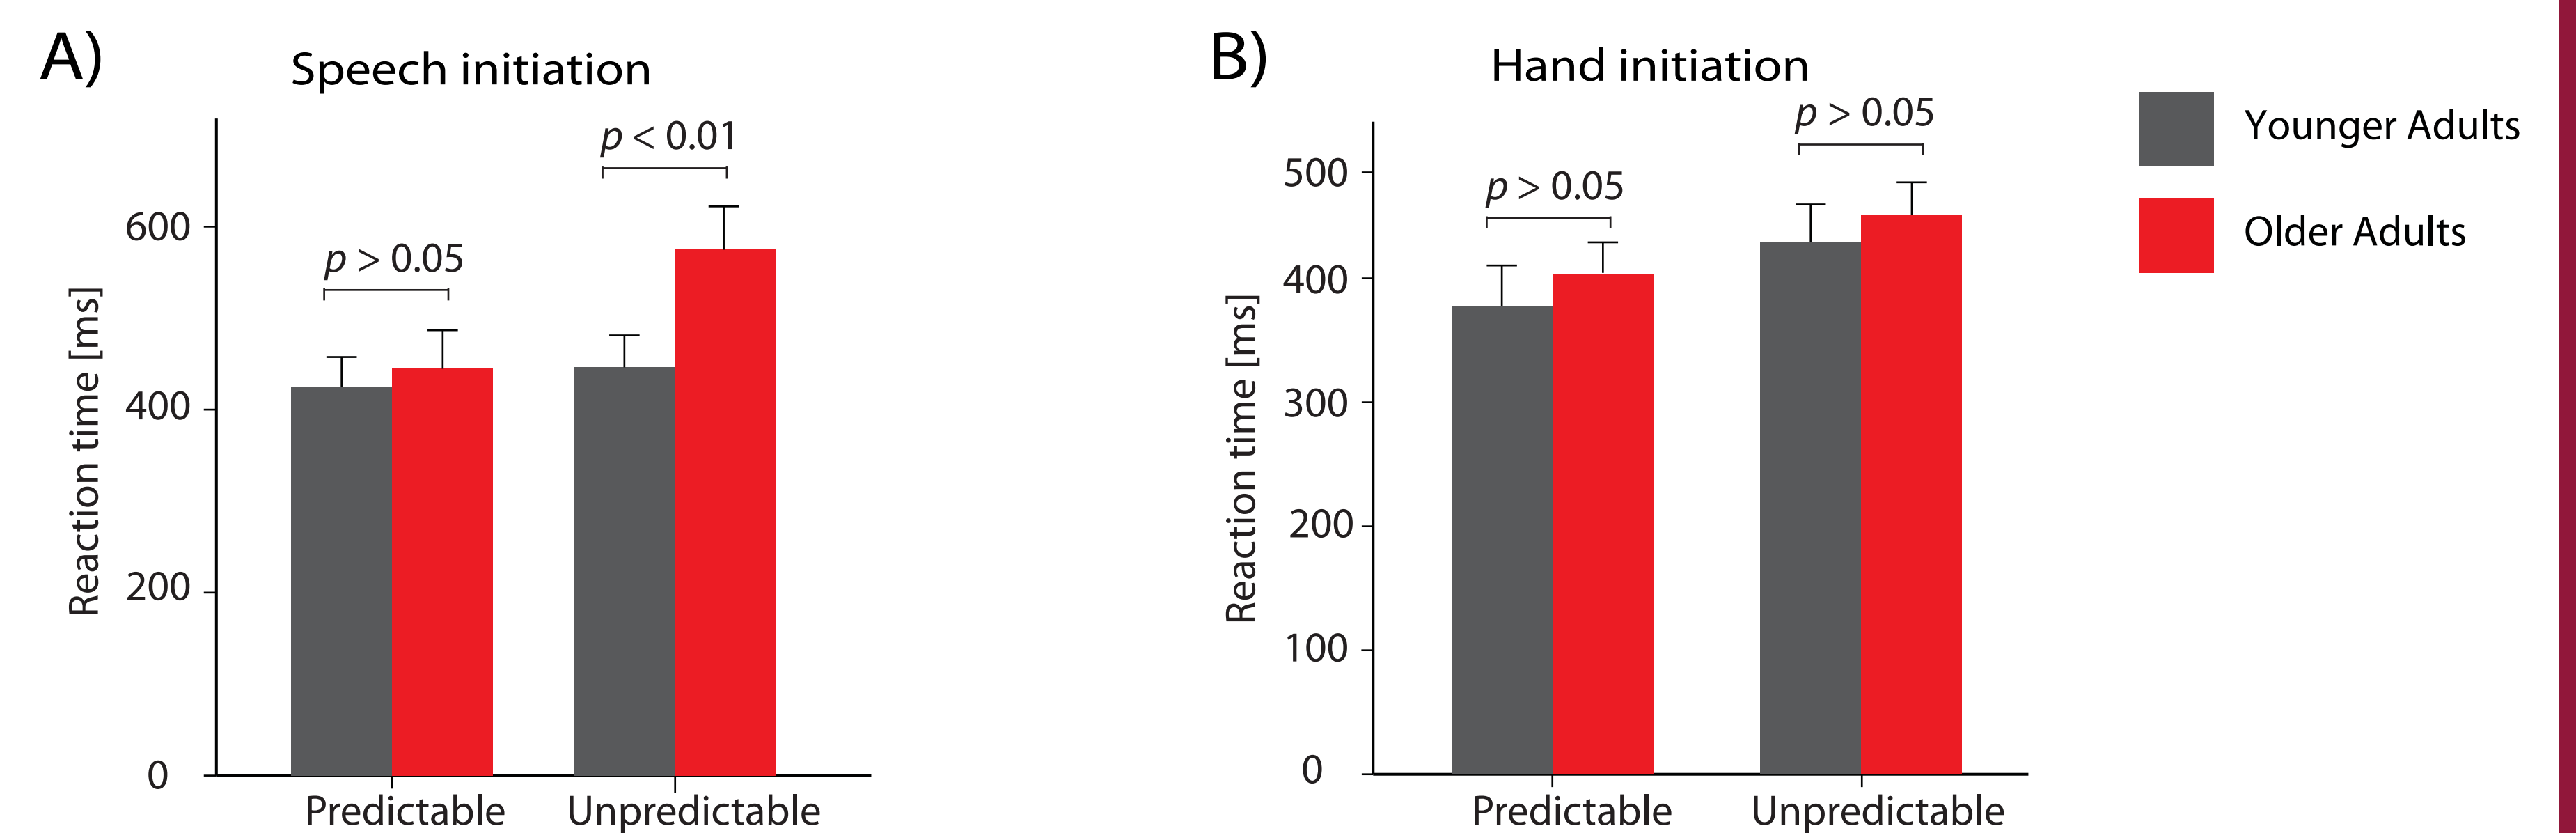 A)
Speech initiation
p < 0.01
p > 0.05
600
400
200
0
Reaction time [ms]
Predictable
Unpredictable
B)
Hand initiation
p > 0.05
p > 0.05
500
400
300
200
100
0
Reaction time [ms]
Predictable
Unpredictable
Younger Adults
Older Adults